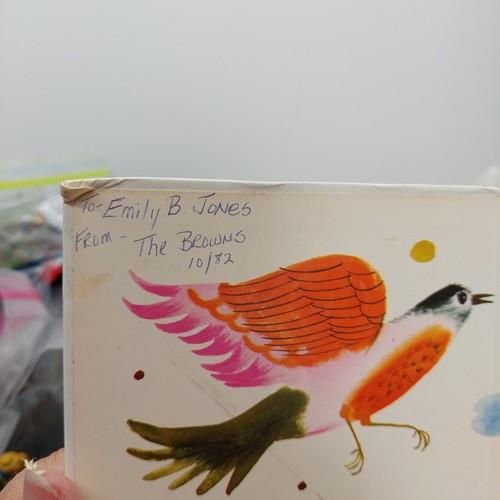 To- Emily B. Jones
From - The Browns
10/82